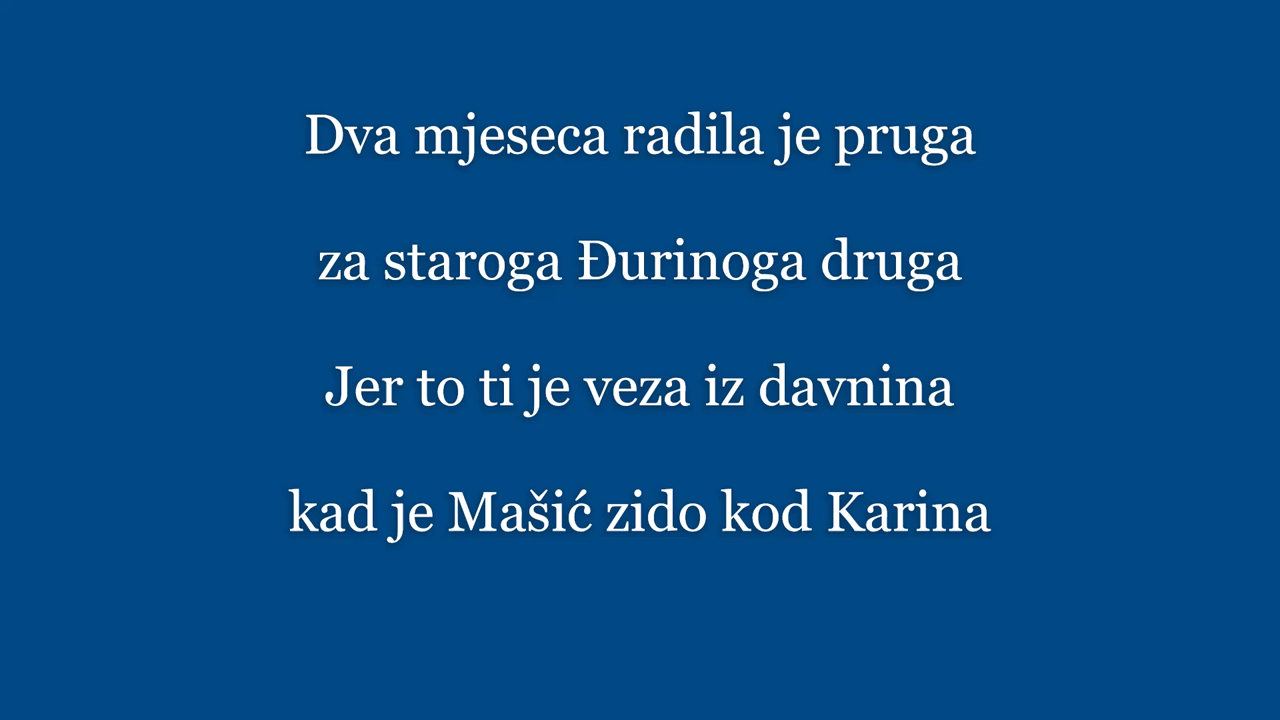 Dva mjeseca radila je pruga
za staroga Đurinoga druga
Jer to ti je veza iz davnina
kad je Mašić zido kod Karina